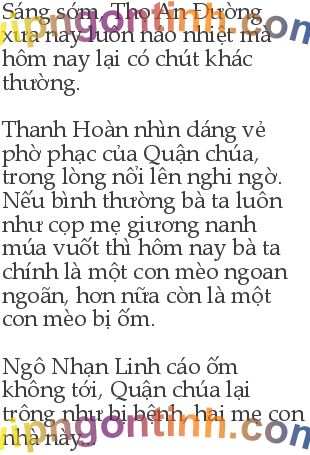 Sáng sớm, Thọ An Đường
xưa nay luôn náo nhiệt mà
hôm nay lại có chút khác
thường.
Thanh Hoàn nhìn dáng vẻ
phờ phạc của Quận chúa,
trong lòng nổi lên nghi ngờ.
Nếu bình thường bà ta luôn
như cọp mẹ giương nanh
múa vuốt thì hôm nay bà ta
chính là một con mèo ngoan
ngoãn, hơn nữa còn là một
con mèo bị ốm.
Ngô Nhạn Linh cáo ốm
không tới, Quận chúa lại
trông như bị bệnh, hai mẹ con
nhà này...
vipngontinh.com
vipngontinh.com